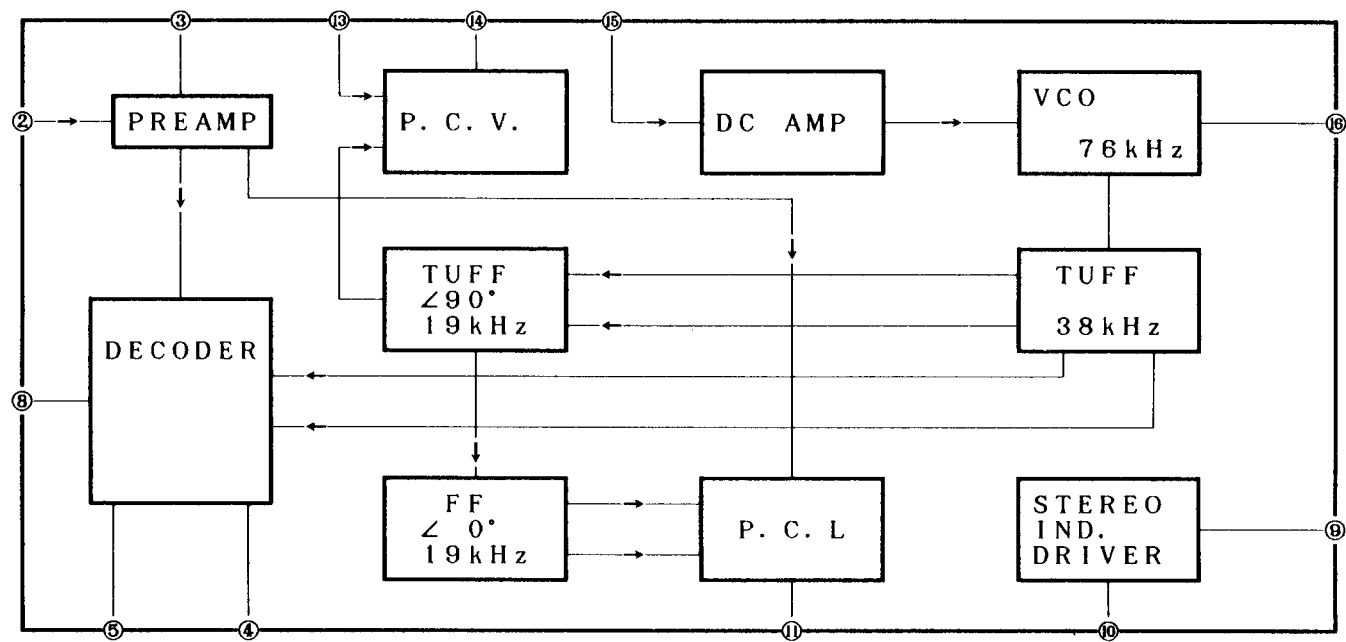 ③ ⑬ ⑭ ⑮
② PREAMP
P. C. V.
DC AMP
VCO
76kHz
⑯
TUFF
∠90°
19kHz
TUFF
38kHz
DECODER
⑧
FF
∠ 0°
19kHz
P. C. L
STEREO
IND.
DRIVER
⑨
⑤ ④ ⑪ ⑩